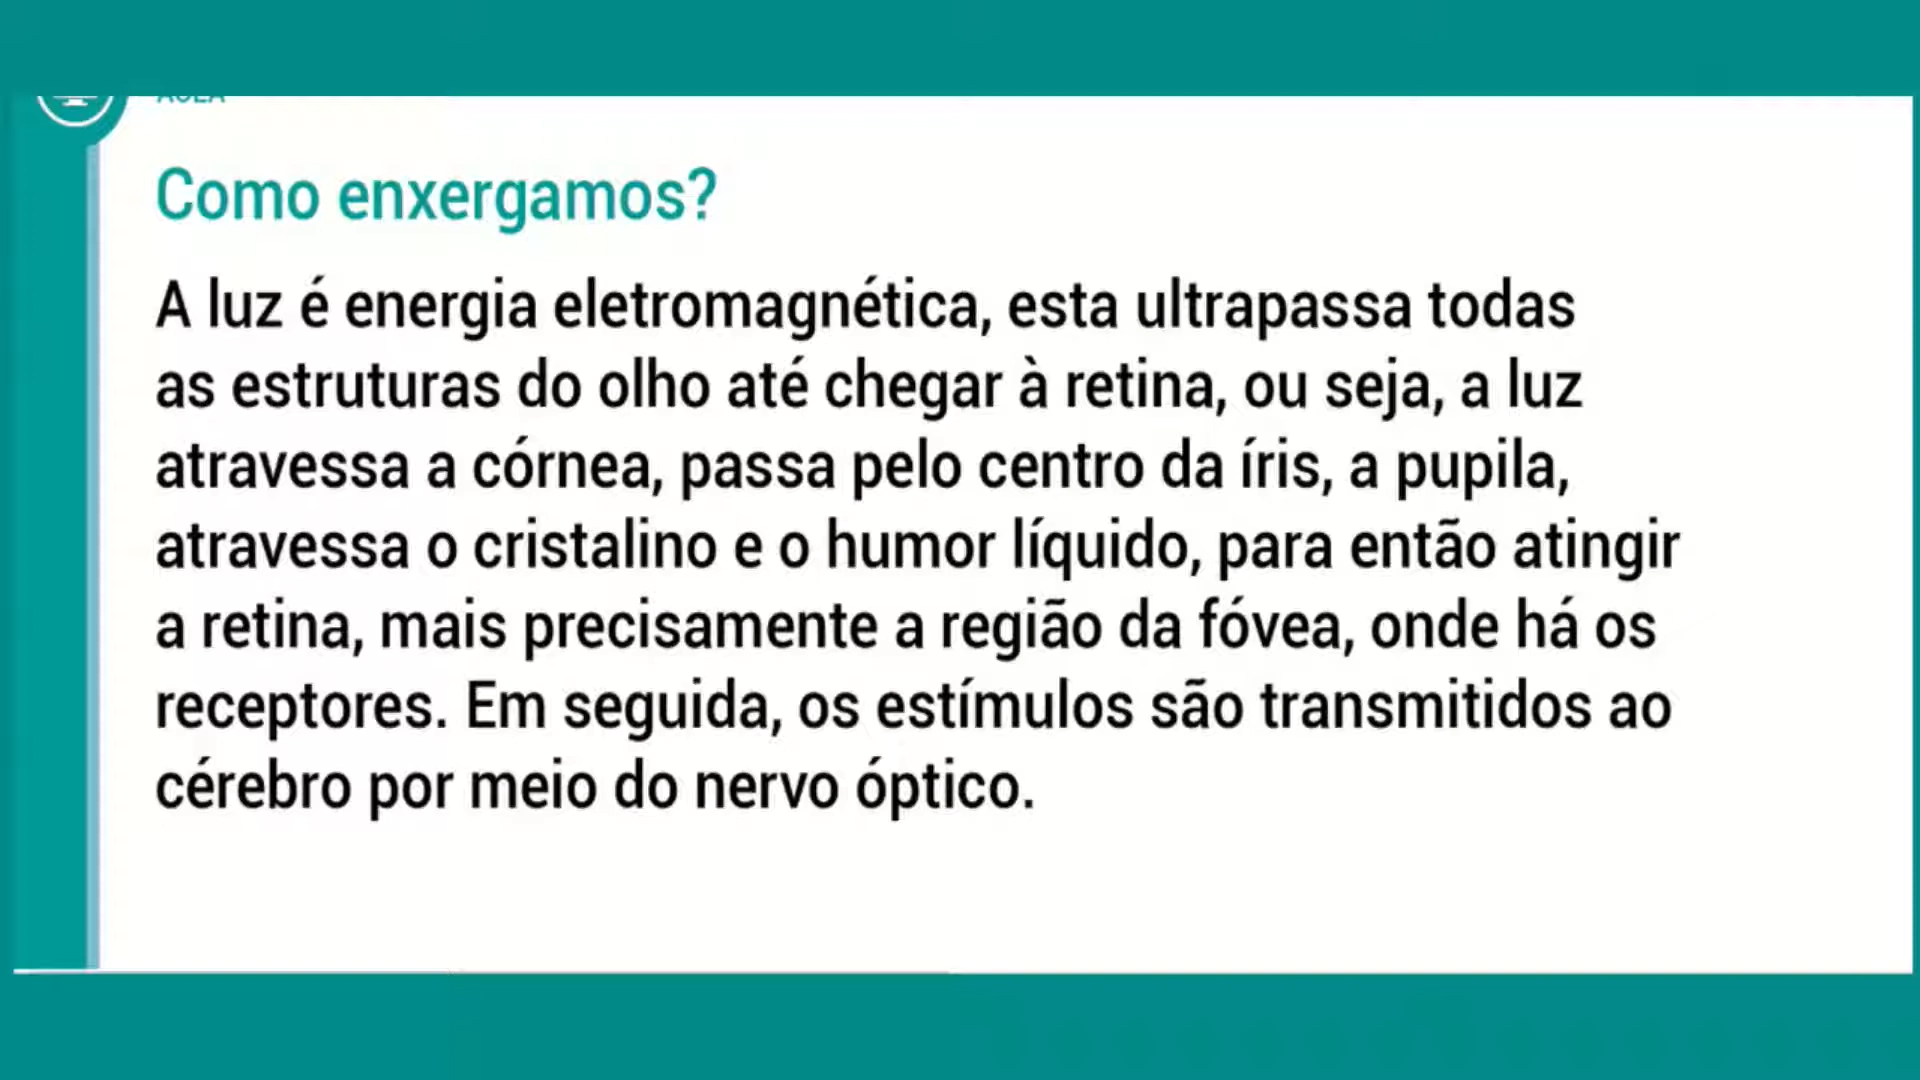 AULA
Como enxergamos?
A luz é energia eletromagnética, esta ultrapassa todas
as estruturas do olho até chegar à retina, ou seja, a luz
atravessa a córnea, passa pelo centro da íris, a pupila,
atravessa o cristalino e o humor líquido, para então atingir
a retina, mais precisamente a região da fóvea, onde há os
receptores. Em seguida, os estímulos são transmitidos ao
cérebro por meio do nervo óptico.